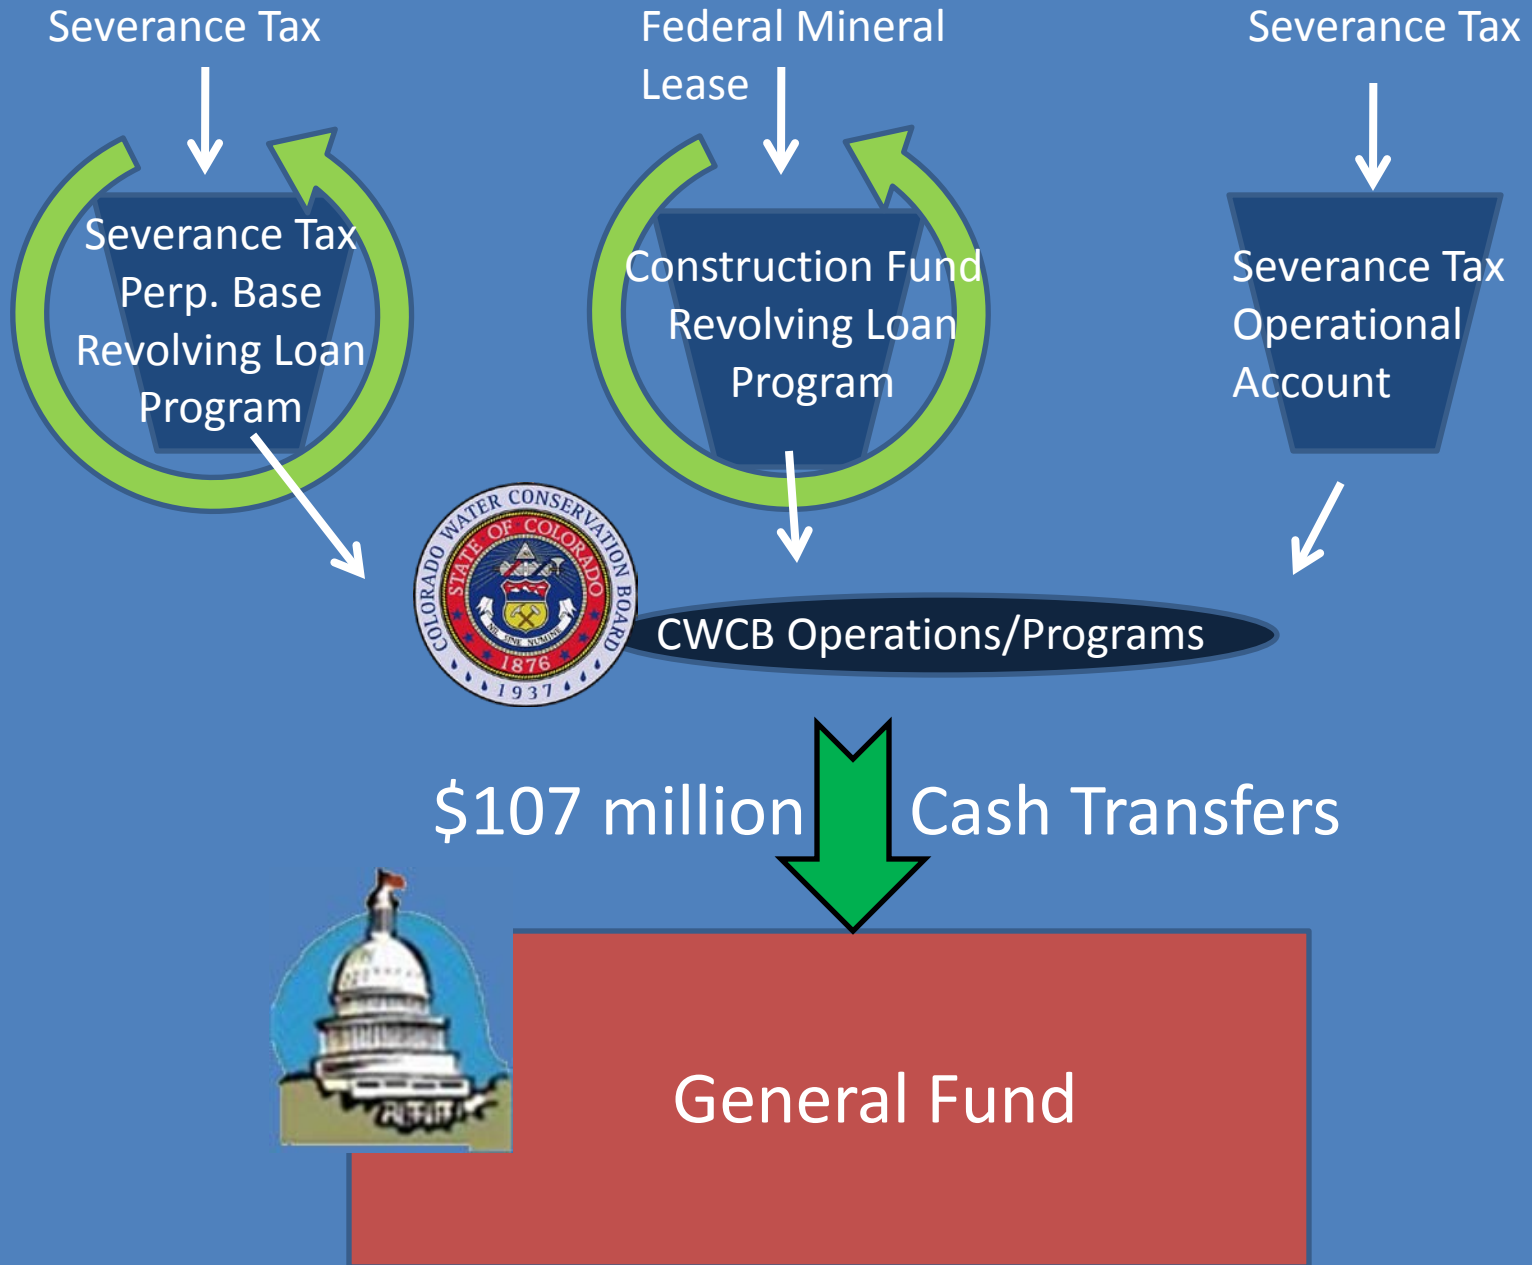 Severance Tax
Federal Mineral
Lease
Severance Tax
Severance Tax
Perp. Base
Revolving Loan
Program
Construction Fund
Revolving Loan
Program
Severance Tax
Operational
Account
COLORADO WATER CONSERVATION BOARD
STATE OF COLORADO
NIL SINE NUMINE
1876
1937
CWCB Operations/Programs
$107 million
Cash Transfers
General Fund